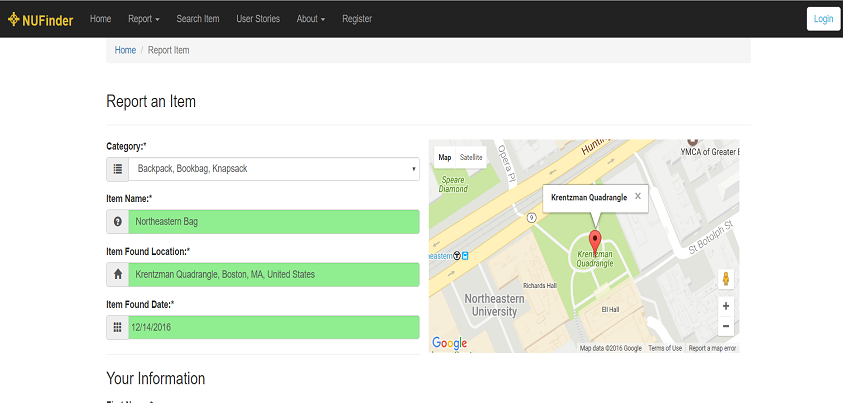 NUFinder Home Report Search Item User Stories About Register Login
Home / Report Item
Report an Item
Category:*
Backpack, Bookbag, Knapsack
Item Name:*
Northeastern Bag
Item Found Location:*
Krentzman Quadrangle, Boston, MA, United States
Item Found Date:*
12/14/2016
Your Information
Map Satellite
Opera Pl
YMCA of Greater
Speare
Diamond
Krentzman Quadrangle
9
St Botolph St
eastern
Krentzman
Quadrangle
Richards Hall
Northeastern
University
Ell Hall
Google
Map data ©2016 Google Terms of Use Report a map error